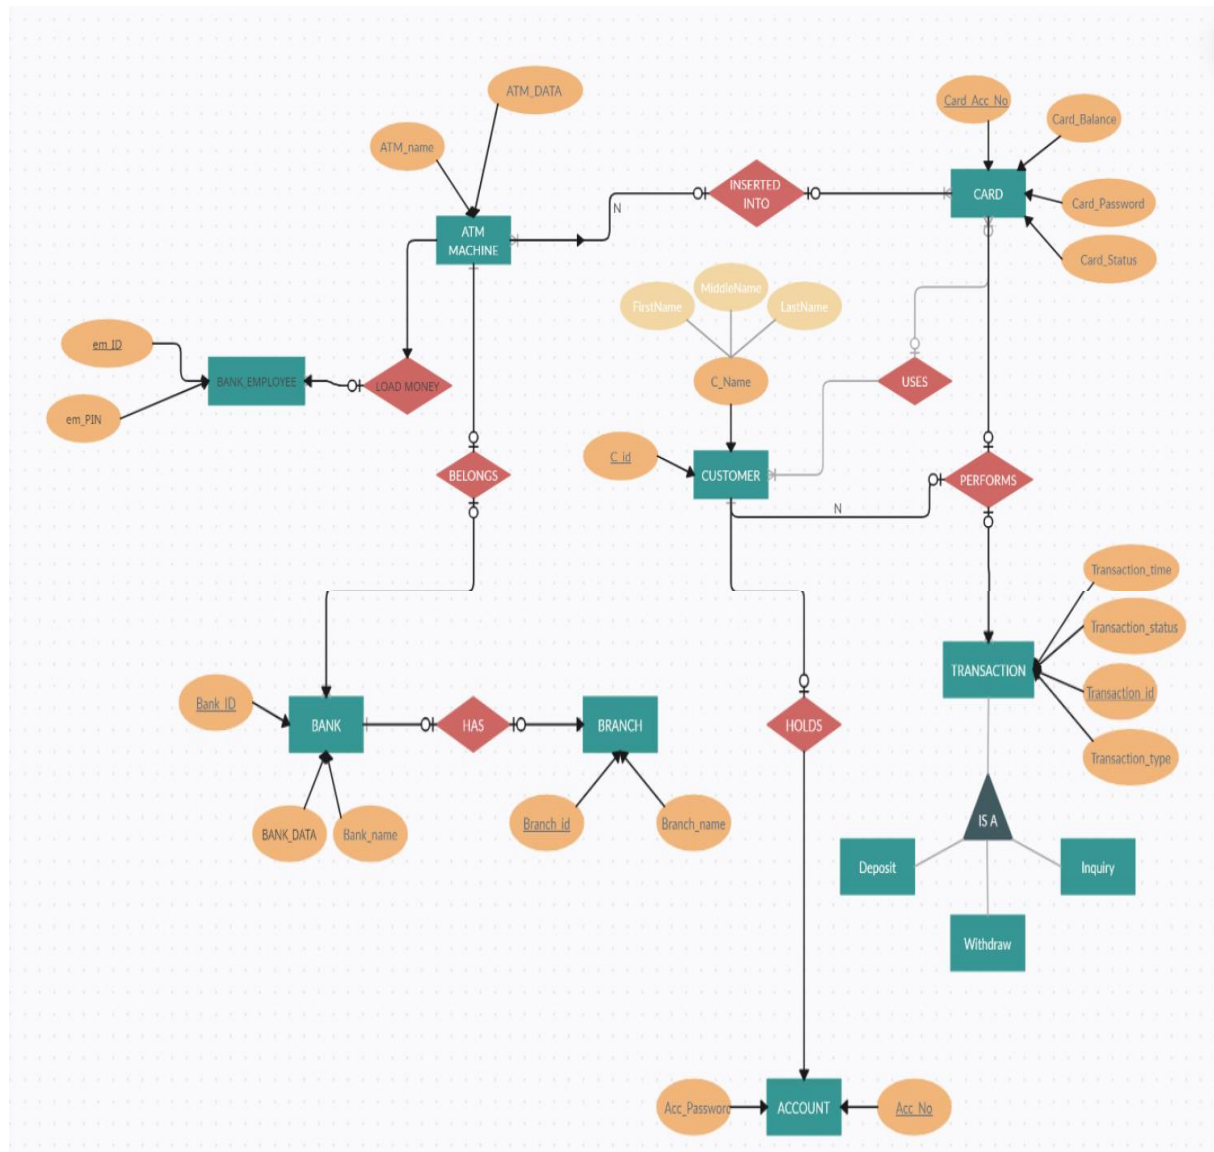 ATM_DATA
Card_Acc_No
Card_Balance
ATM_name
INSERTED
INTO
CARD
Card_Password
N
ATM
MACHINE
Card_Status
MiddleName
FirstName
LastName
em_ID
BANK_EMPLOYEE
LOAD MONEY
C_Name
USES
em_PIN
C_id
CUSTOMER
BELONGS
PERFORMS
N
Transaction_time
Transaction_status
TRANSACTION
Transaction_id
Bank_ID
BANK
HAS
BRANCH
HOLDS
Transaction_type
BANK_DATA
Bank_name
Branch_id
Branch_name
IS A
Deposit
Inquiry
Withdraw
Acc_Password
ACCOUNT
Acc_No